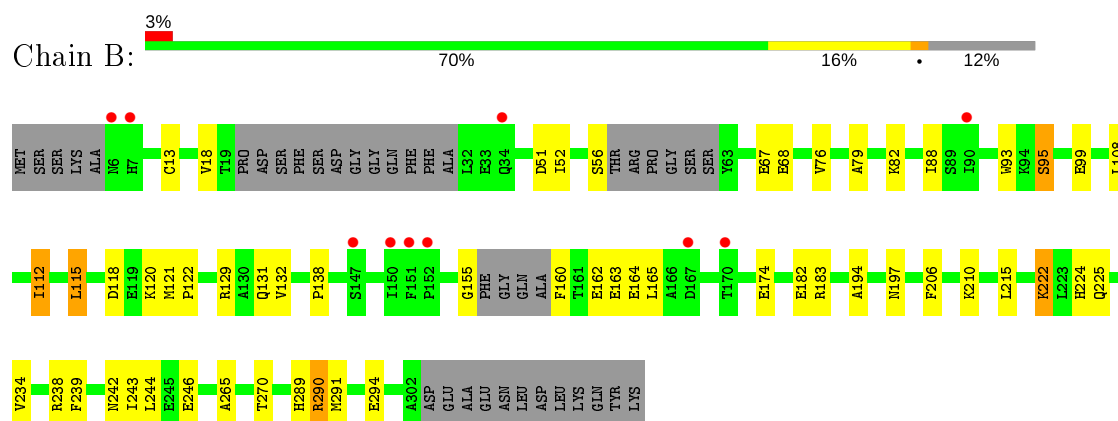 3%
Chain B:
70% 16% • 12%
MET SER SER LYS ALA N6 H7 C13 V18 T19 PRO ASP SER PHE SER ASP GLY GLY GLN PHE PHE ALA L32 E33 Q34 D51 I52 S56 THR ARG PRO GLY SER SER Y63 E67 E68 V76 A79 K82 I88 S89 I90 W93 K94 S95 E99
I112 L115 D118 E119 K120 M121 P122 R129 A130 Q131 V132 P138 S147 I150 F151 P152 G155 PHE GLY GLN ALA F160 T161 E162 E163 E164 L165 A166 D167 T170 E174 E182 R183 A194 N197 F206 K210 L215 K222 L223 H224 Q225
V234 R238 F239 N242 I243 L244 E245 E246 A265 T270 H289 R290 M291 E294 A302 ASP GLU ALA GLU ASN LEU ASP LEU LYS GLN TYR LYS